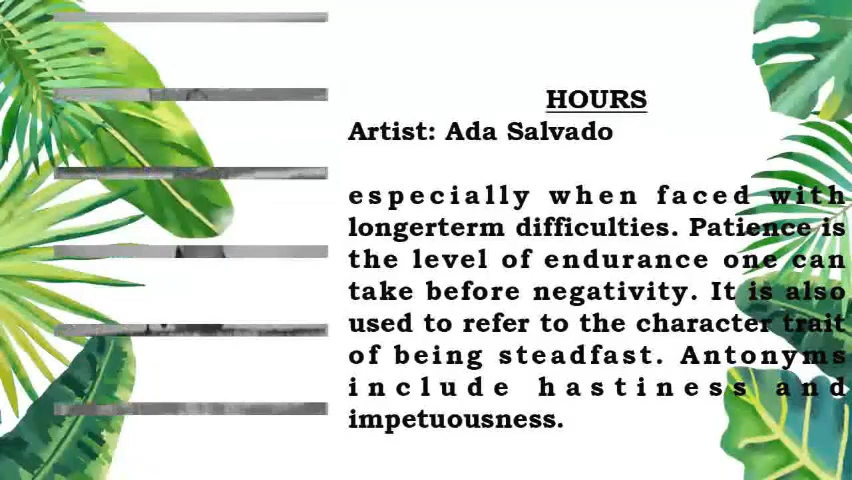 HOURS
Artist: Ada Salvado
especially when faced with
longerterm difficulties. Patience is
the level of endurance one can
take before negativity. It is also
used to refer to the character trait
of being steadfast. Antonyms
include hastiness and
impetuousness.